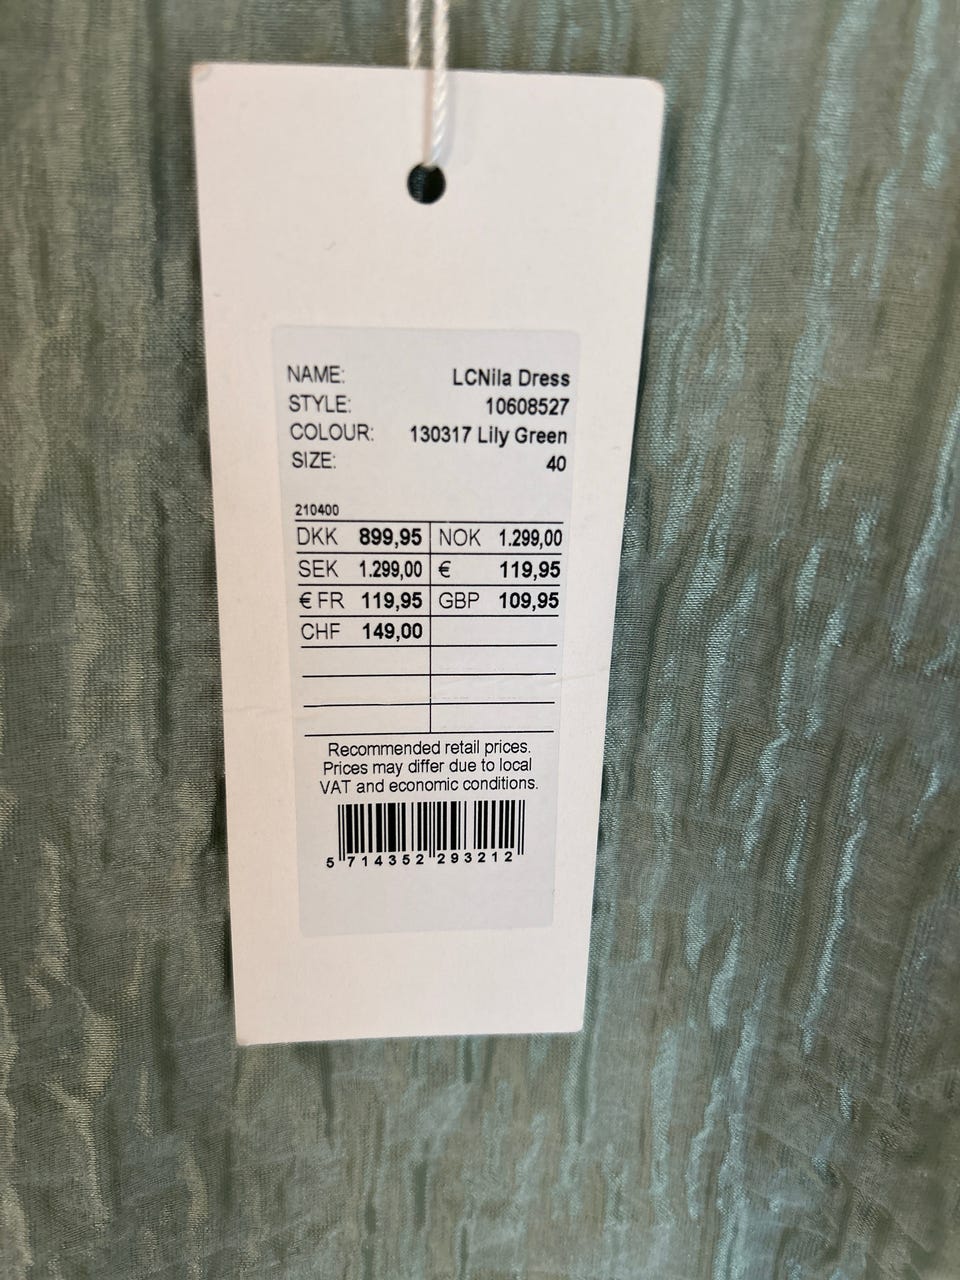 NAME: LCNila Dress
STYLE: 10608527
COLOUR: 130317 Lily Green
SIZE: 40
210400
DKK 899,95 NOK 1.299,00
SEK 1.299,00 € 119,95
€ FR 119,95 GBP 109,95
CHF 149,00
Recommended retail prices.
Prices may differ due to local
VAT and economic conditions.
5 714352 293212